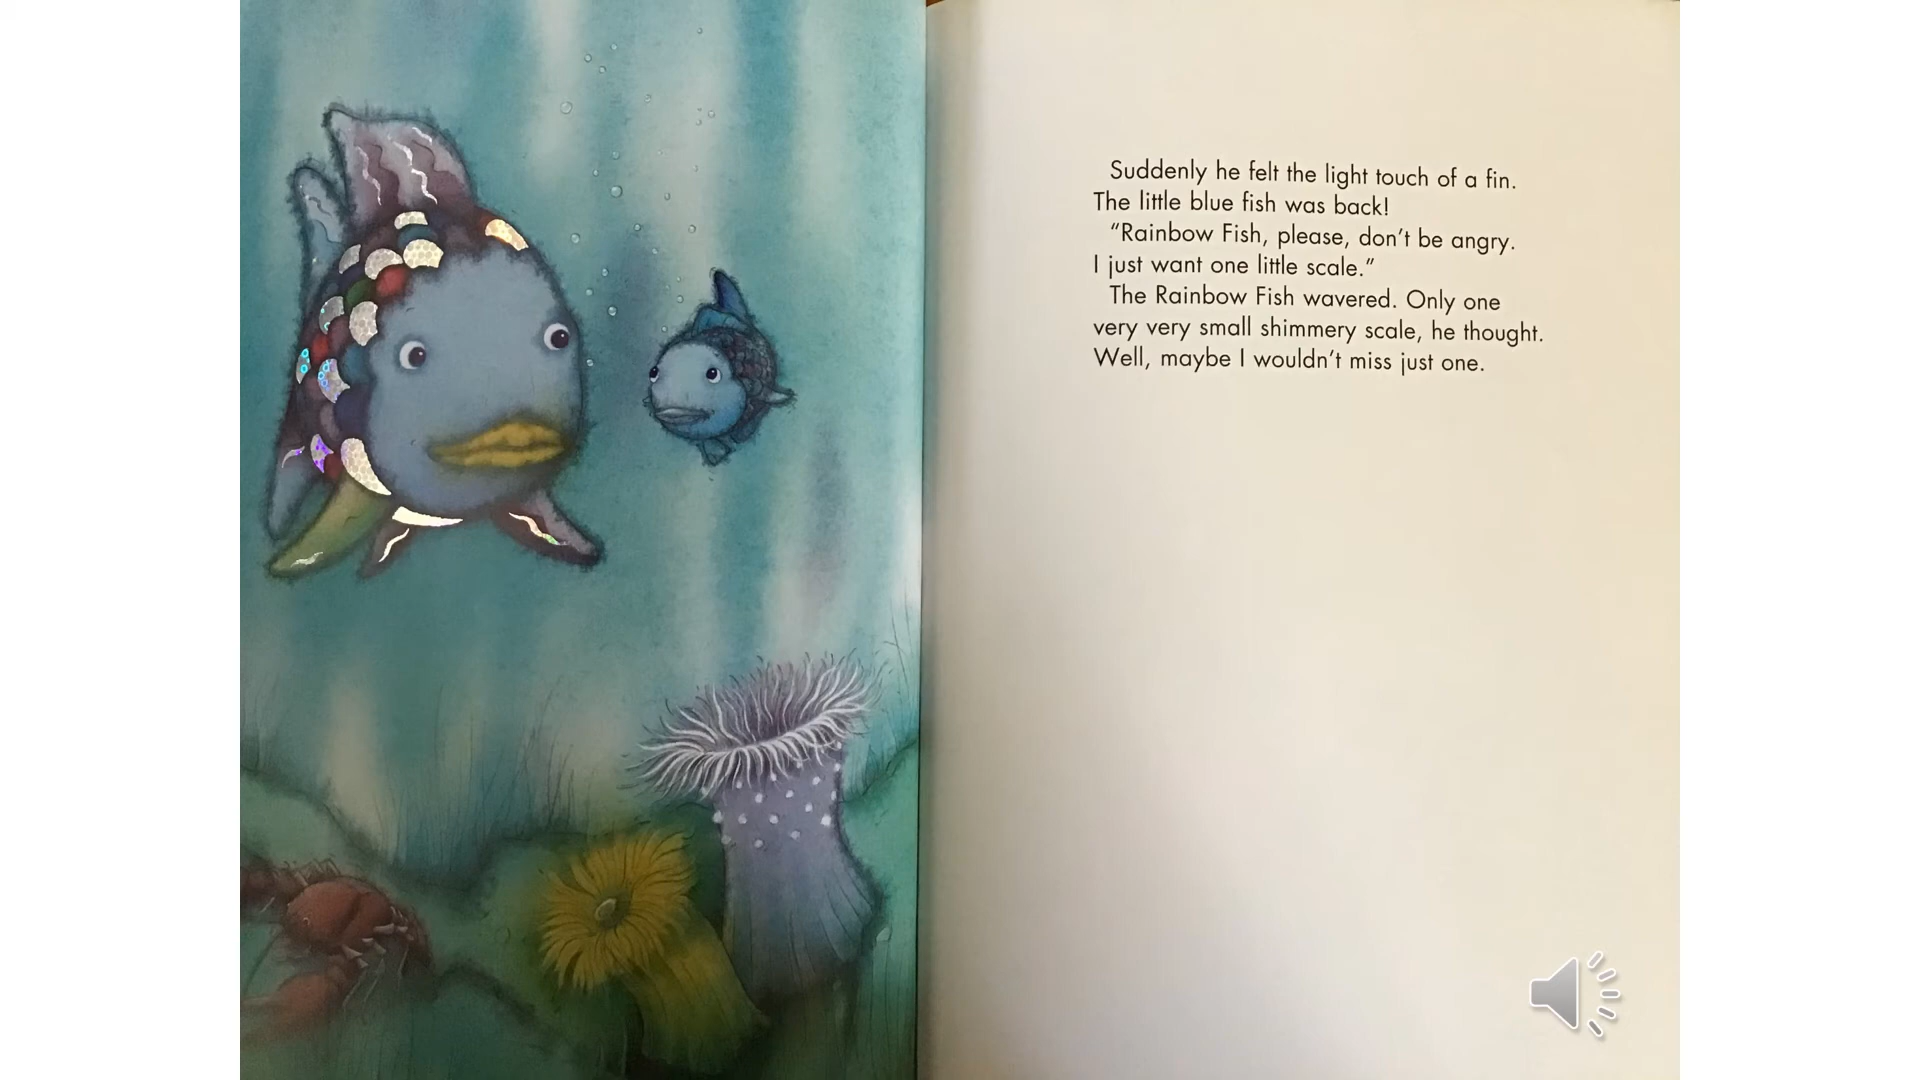 Suddenly he felt the light touch of a fin.
The little blue fish was back!
“Rainbow Fish, please, don’t be angry.
I just want one little scale.”
The Rainbow Fish wavered. Only one
very very small shimmery scale, he thought.
Well, maybe I wouldn’t miss just one.